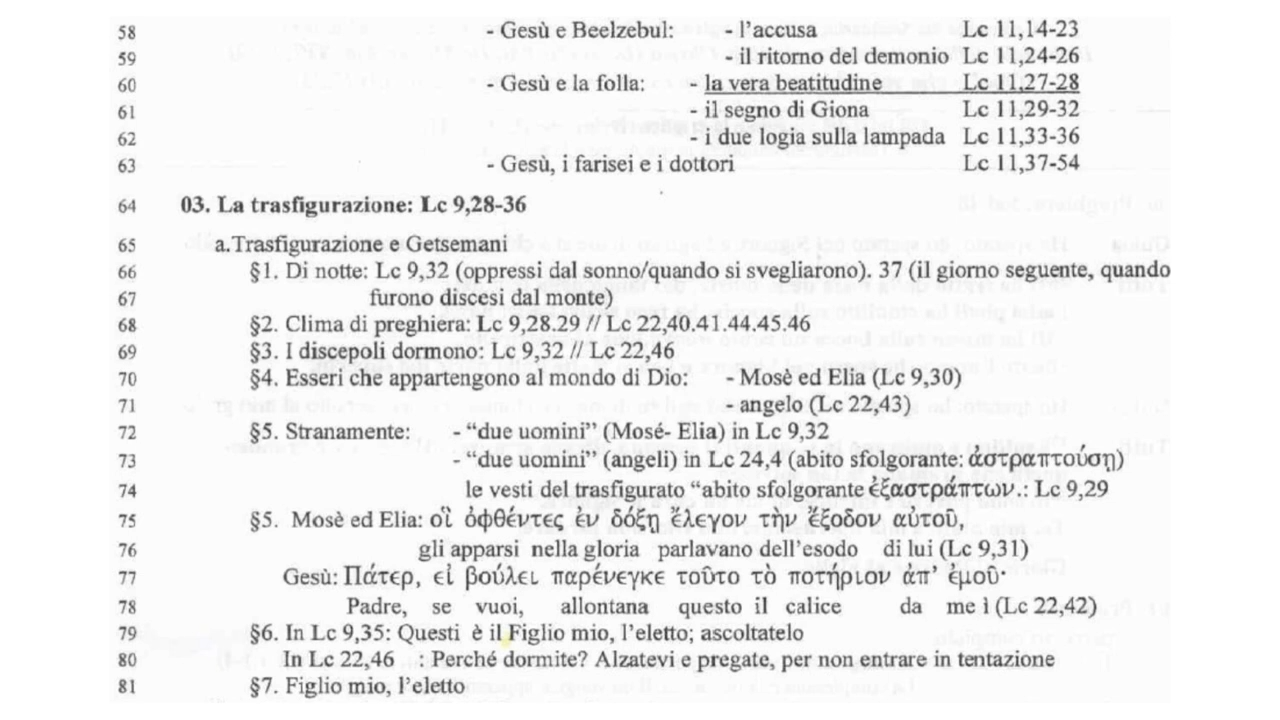 58 - Gesù e Beelzebul: - l’accusa Lc 11,14-23
59 - il ritorno del demonio Lc 11,24-26
60 - Gesù e la folla: - la vera beatitudine Lc 11,27-28
61 - il segno di Giona Lc 11,29-32
62 - i due logia sulla lampada Lc 11,33-36
63 - Gesù, i farisei e i dottori Lc 11,37-54
64 03. La trasfigurazione: Lc 9,28-36
65 a.Trasfigurazione e Getsemani
66 §1. Di notte: Lc 9,32 (oppressi dal sonno/quando si svegliarono). 37 (il giorno seguente, quando
67 furono discesi dal monte)
68 §2. Clima di preghiera: Lc 9,28.29 // Lc 22,40.41.44.45.46
69 §3. I discepoli dormono: Lc 9,32 // Lc 22,46
70 §4. Esseri che appartengono al mondo di Dio: - Mosè ed Elia (Lc 9,30)
71 - angelo (Lc 22,43)
72 §5. Stranamente: - “due uomini” (Mosé- Elia) in Lc 9,32
73 - “due uomini” (angeli) in Lc 24,4 (abito sfolgorante: ἀστραπτούσῃ)
74 le vesti del trasfigurato “abito sfolgorante ἐξαστράπτων.: Lc 9,29
75 §5. Mosè ed Elia: οἳ ὀφθέντες ἐν δόξῃ ἔλεγον τὴν ἔξοδον αὐτοῦ,
76 gli apparsi nella gloria parlavano dell’esodo di lui (Lc 9,31)
77 Gesù: Πάτερ, εἰ βούλει παρένεγκε τοῦτο τὸ ποτήριον ἀπ’ ἐμοῦ·
78 Padre, se vuoi, allontana questo il calice da me ì (Lc 22,42)
79 §6. In Lc 9,35: Questi è il Figlio mio, l’eletto; ascoltatelo
80 In Lc 22,46 : Perché dormite? Alzatevi e pregate, per non entrare in tentazione
81 §7. Figlio mio, l’eletto